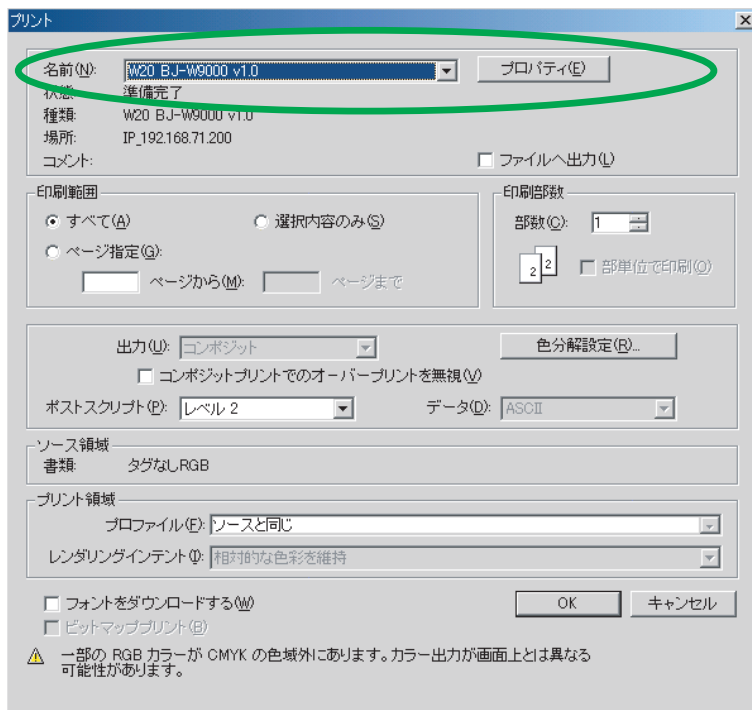 プリント
名前(N): W20 BJ-W9000 v1.0 プロパティ(E)
状態: 準備完了
種類: W20 BJ-W9000 v1.0
場所: IP_192.168.71.200
コメント: ファイルへ出力(L)
印刷範囲
すべて(A) 選択内容のみ(S)
ページ指定(G):
ページから(M): ページまで
印刷部数
部数(C): 1
2 2 部単位で印刷(O)
出力(U): コンポジット 色分解設定(R)...
コンポジットプリントでのオーバープリントを無視(V)
ポストスクリプト(P): レベル 2 データ(D): ASCII
ソース領域
書類: タグなしRGB
プリント領域
プロファイル(F): ソースと同じ
レンダリングインテント(I): 相対的な色彩を維持
フォントをダウンロードする(W) OK キャンセル
ビットマッププリント(B)
一部の RGB カラーが CMYK の色域外にあります。カラー出力が画面上とは異なる
可能性があります。